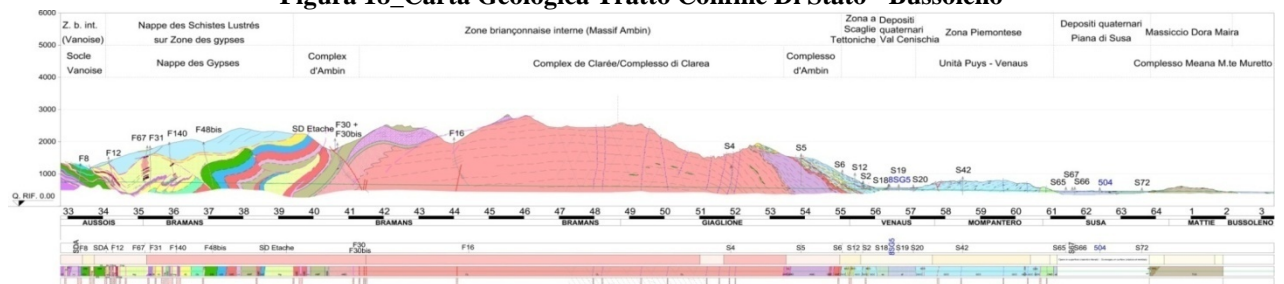 Figura 18_Carta Geologica Tratto Confine Di Stato - Bussoleno
Z. b. int. (Vanoise)
Nappe des Schistes Lustrés sur Zone des gypses
Zone briançonnaise interne (Massif Ambin)
Zona a Scaglie Tettoniche
Depositi quaternari Val Cenischia
Zona Piemontese
Depositi quaternari Piana di Susa
Massiccio Dora Maira
Socle Vanoise
Nappe des Gypses
Complex d'Ambin
Complex de Clarée/Complesso di Clarea
Complesso d'Ambin
Unità Puys - Venaus
Complesso Meana M.te Muretto
6000
5000
4000
3000
2000
1000
Q. RIF. 0.00
F8 F12 F67 F31 F140 F48bis SD Etache F30 + F30bis F16 S4 S5 S6 S12 S2 S18 SG5 S19 S20 S42 S65 S67 S66 504 S72
33 34 35 36 37 38 39 40 41 42 43 44 45 46 47 48 49 50 51 52 53 54 55 56 57 58 59 60 61 62 63 64 1 2 3
AUSSOIS BRAMANS BRAMANS BRAMANS GIAGLIONE VENAUS MOMPANTERO SUSA MATTIE BUSSOLENO
SDA F8 SDA F12 F67 F31 F140 F48bis SD Etache F30 F30bis F16 S4 S5 S6 S12 S2 S18 S19 S20 S42 S65 S66 504 S72